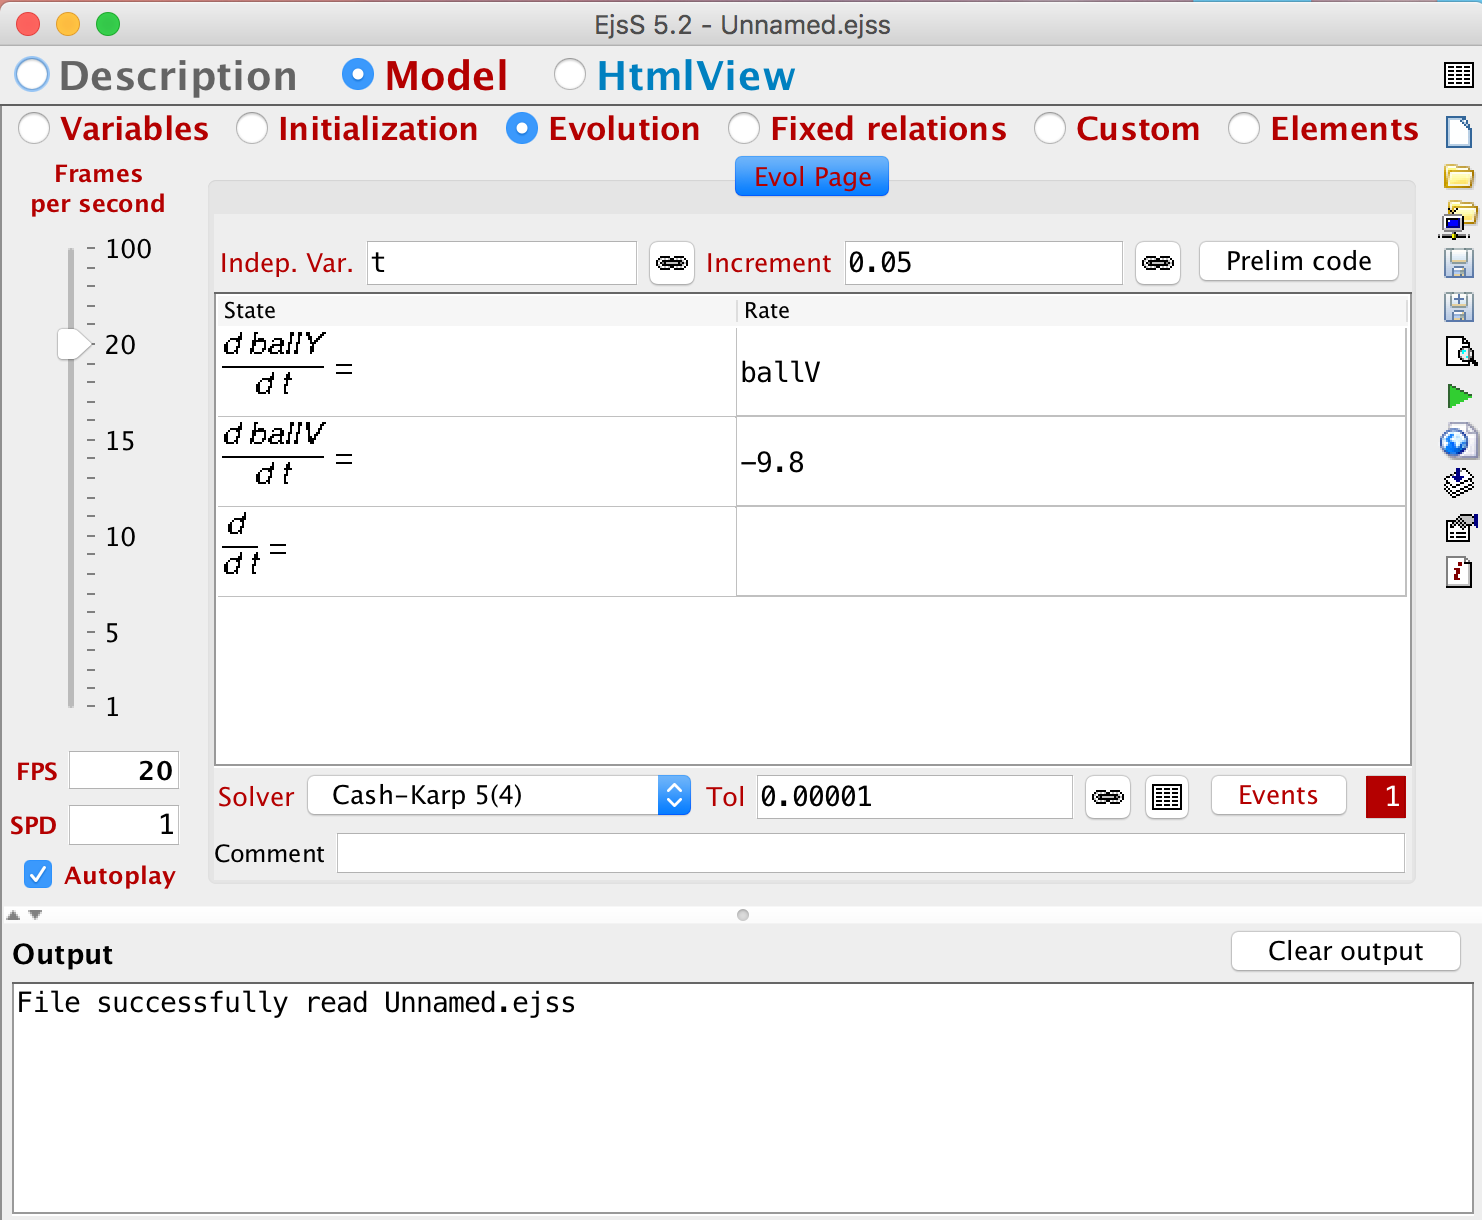 EjsS 5.2 - Unnamed.ejss
Description Model HtmlView
Variables Initialization Evolution Fixed relations Custom Elements
Frames
per second
100
20
15
10
5
1
FPS 20
SPD 1
Autoplay
Evol Page
Indep. Var. t Increment 0.05 Prelim code
State Rate
d ballY
d t
=
ballV
d ballV
d t
=
-9.8
d
d t
=
Solver Cash-Karp 5(4) Tol 0.00001 Events 1
Comment
Output Clear output
File successfully read Unnamed.ejss